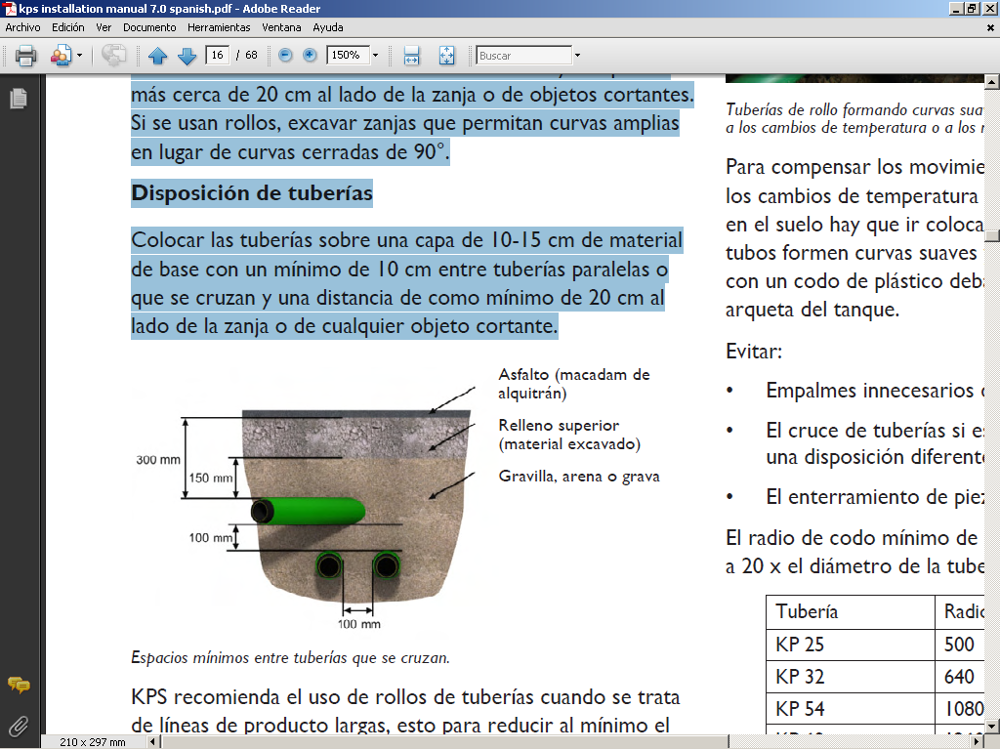 kps installation manual 7.0 spanish.pdf - Adobe Reader
Archivo Edición Ver Documento Herramientas Ventana Ayuda
16 / 68 150% Buscar
más cerca de 20 cm al lado de la zanja o de objetos cortantes.
Si se usan rollos, excavar zanjas que permitan curvas amplias
en lugar de curvas cerradas de 90°.
Disposición de tuberías
Colocar las tuberías sobre una capa de 10-15 cm de material
de base con un mínimo de 10 cm entre tuberías paralelas o
que se cruzan y una distancia de como mínimo de 20 cm al
lado de la zanja o de cualquier objeto cortante.
Asfalto (macadam de
alquitrán)
Relleno superior
(material excavado)
Gravilla, arena o grava
300 mm
150 mm
100 mm
100 mm
Espacios mínimos entre tuberías que se cruzan.
KPS recomienda el uso de rollos de tuberías cuando se trata
de líneas de producto largas, esto para reducir al mínimo el
Tuberías de rollo formando curvas sua
a los cambios de temperatura o a los
Para compensar los movimie
los cambios de temperatura
en el suelo hay que ir coloca
tubos formen curvas suaves
con un codo de plástico deba
arqueta del tanque.
Evitar:
• Empalmes innecesarios
• El cruce de tuberías si es
una disposición diferente
• El enterramiento de piez
El radio de codo mínimo de
a 20 x el diámetro de la tube
Tubería Radio
KP 25 500
KP 32 640
KP 54 1080
210 x 297 mm